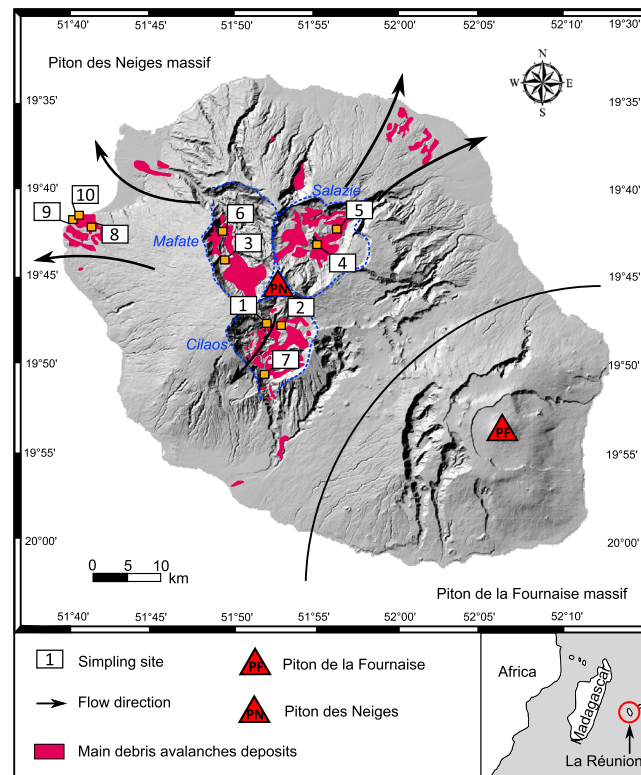 51°40' 51°45' 51°50' 51°55' 52°00' 52°05' 52°10' 19°30'
Piton des Neiges massif
N
W E
S
19°35' 19°35'
19°40' 19°40'
19°45' 19°45'
19°50' 19°50'
19°55' 19°55'
20°00' 20°00'
10
9
8
6
3
Mafate
Salazie
5
4
PN
1
2
Cilaos
7
PF
0 5 10
km
Piton de la Fournaise massif
51°40' 51°45' 51°50' 51°55' 52°00' 52°05' 52°10'
1 Simpling site
Flow direction
Main debris avalanches deposits
PF Piton de la Fournaise
PN Piton des Neiges
Africa
Madagascar
La Réunion